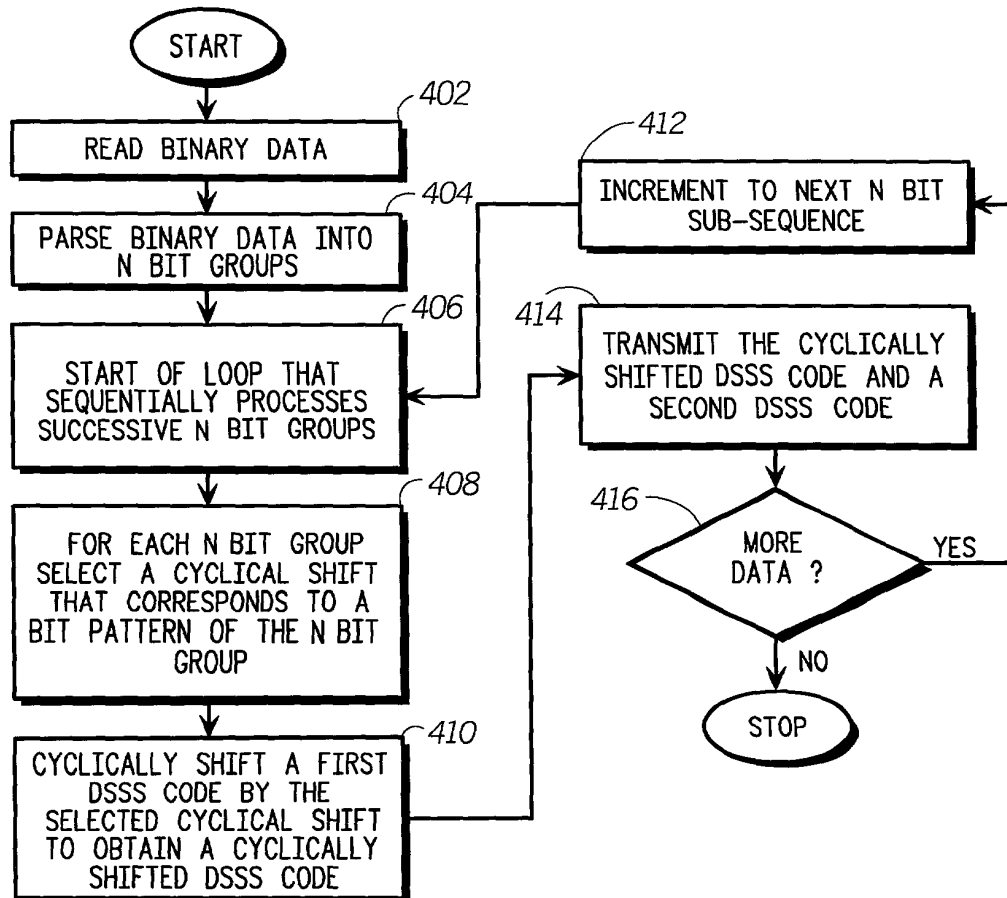 START
402
READ BINARY DATA
404
PARSE BINARY DATA INTO
N BIT GROUPS
406
START OF LOOP THAT
SEQUENTIALLY PROCESSES
SUCCESSIVE N BIT GROUPS
408
FOR EACH N BIT GROUP
SELECT A CYCLICAL SHIFT
THAT CORRESPONDS TO A
BIT PATTERN OF THE N BIT
GROUP
410
CYCLICALLY SHIFT A FIRST
DSSS CODE BY THE
SELECTED CYCLICAL SHIFT
TO OBTAIN A CYCLICALLY
SHIFTED DSSS CODE
412
INCREMENT TO NEXT N BIT
SUB-SEQUENCE
414
TRANSMIT THE CYCLICALLY
SHIFTED DSSS CODE AND A
SECOND DSSS CODE
416
MORE
DATA ?
YES
NO
STOP